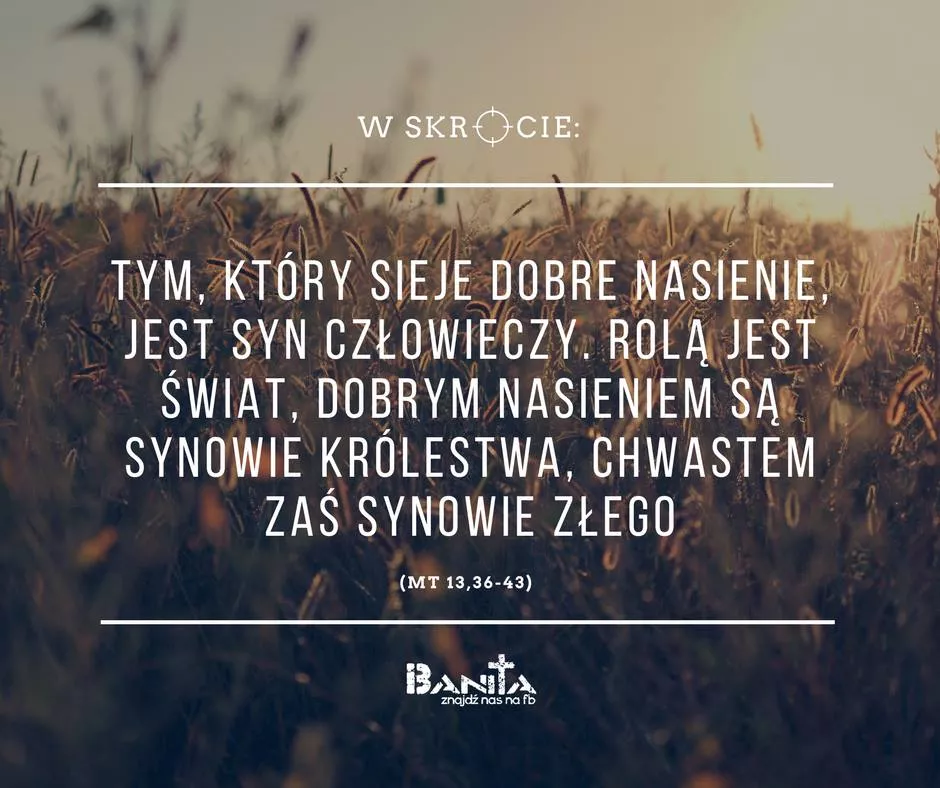 W SKRÓCIE:
TYM, KTÓRY SIEJE DOBRE NASIENIE,
JEST SYN CZŁOWIECZY. ROLĄ JEST
ŚWIAT, DOBRYM NASIENIEM SĄ
SYNOWIE KRÓLESTWA, CHWASTEM
ZAŚ SYNOWIE ZŁEGO
(MT 13,36-43)
BANITA
znajdź nas na fb